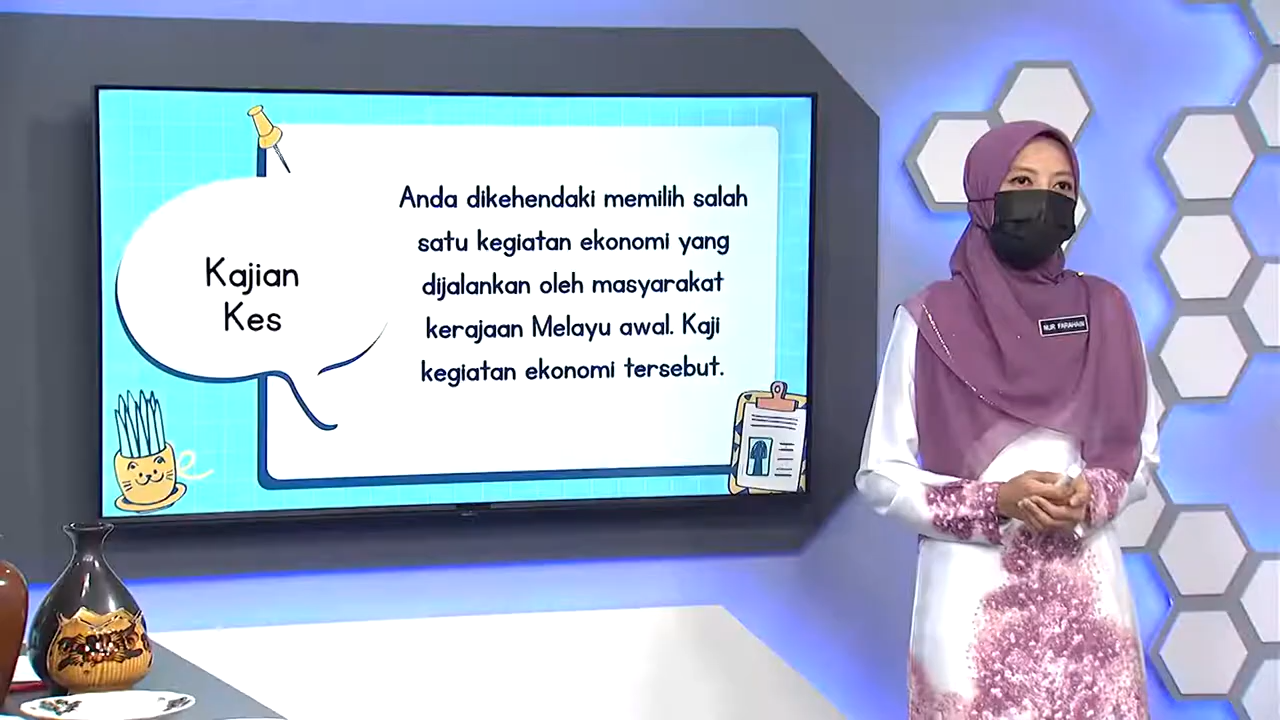 Kajian
Kes
Anda dikehendaki memilih salah
satu kegiatan ekonomi yang
dijalankan oleh masyarakat
kerajaan Melayu awal. Kaji
kegiatan ekonomi tersebut.
NUR FARAHAIN